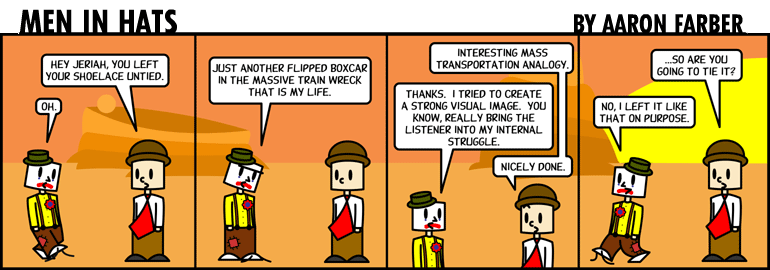 MEN IN HATS
BY AARON FARBER
HEY JERIAH, YOU LEFT
YOUR SHOELACE UNTIED.
OH.
JUST ANOTHER FLIPPED BOXCAR
IN THE MASSIVE TRAIN WRECK
THAT IS MY LIFE.
INTERESTING MASS
TRANSPORTATION ANALOGY.
THANKS. I TRIED TO CREATE
A STRONG VISUAL IMAGE. YOU
KNOW, REALLY BRING THE
LISTENER INTO MY INTERNAL
STRUGGLE.
NICELY DONE.
...SO ARE YOU
GOING TO TIE IT?
NO, I LEFT IT LIKE
THAT ON PURPOSE.